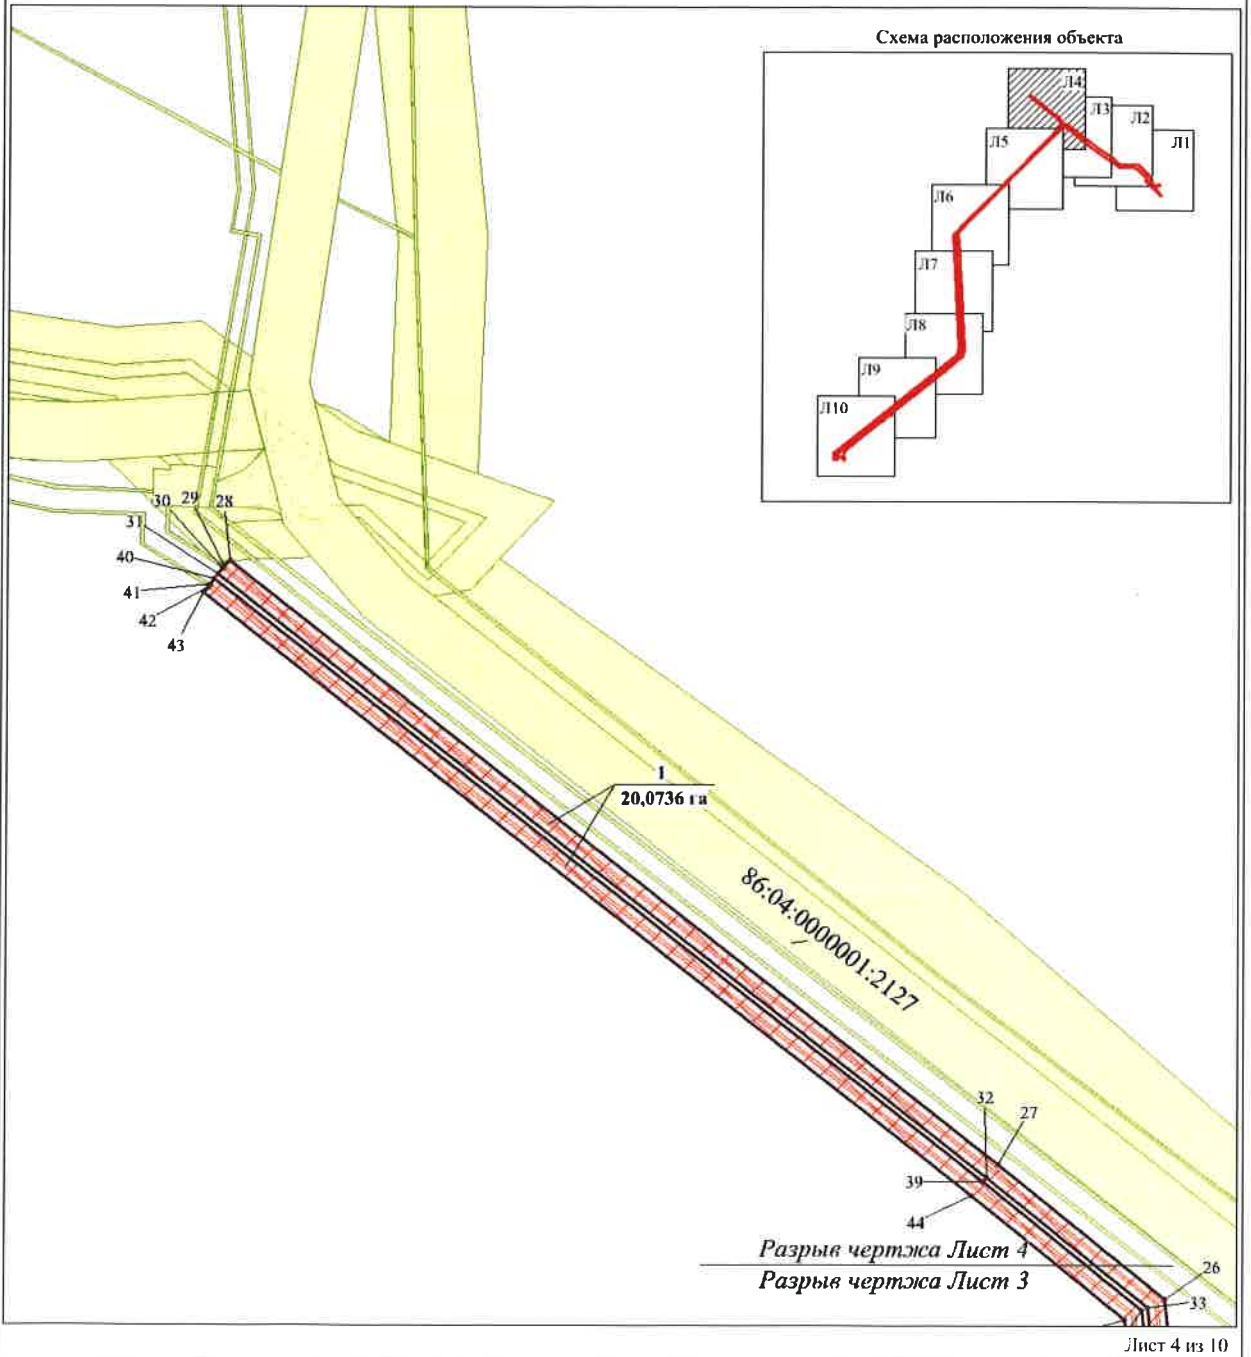 Схема расположения объекта
Л4
Л3
Л2
Л1
Л5
Л6
Л7
Л8
Л9
Л10
30
29
28
31
40
41
42
43
1
20,0736 га
86:04:0000001:2127
32
27
39
44
Разрыв чертжа Лист 4
Разрыв чертжа Лист 3
26
33
Лист 4 из 10